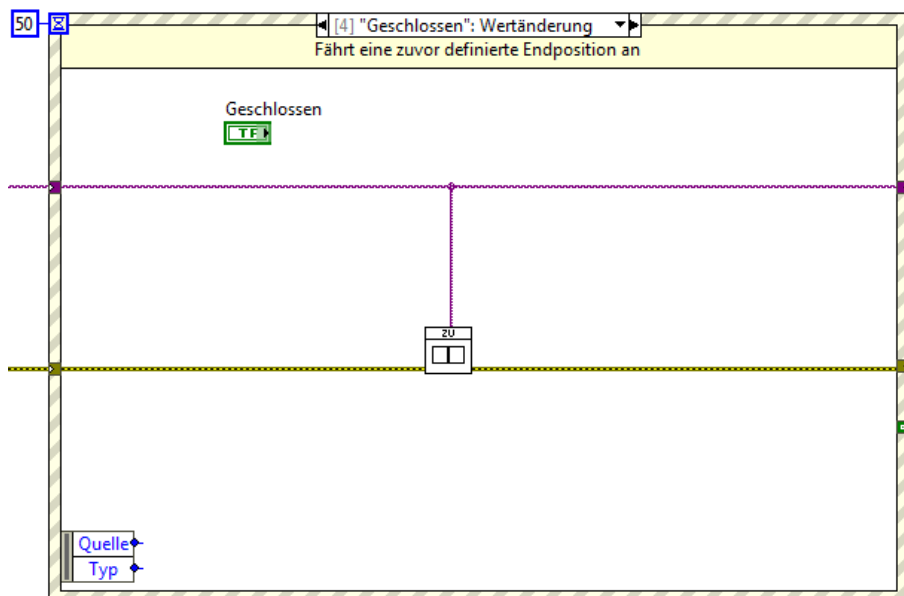 50
[4] "Geschlossen": Wertänderung
Fährt eine zuvor definierte Endposition an
Geschlossen
TF
ZU
Quelle
Typ